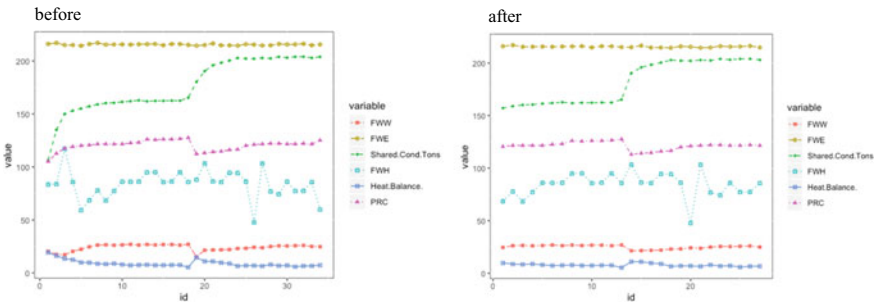 before
after
value
200
150
100
50
0
0
10
20
30
id
variable
FWW
FWE
Shared.Cond.Tons
FWH
Heat.Balance.
PRC
value
200
150
100
50
0
0
10
20
id
variable
FWW
FWE
Shared.Cond.Tons
FWH
Heat.Balance.
PRC